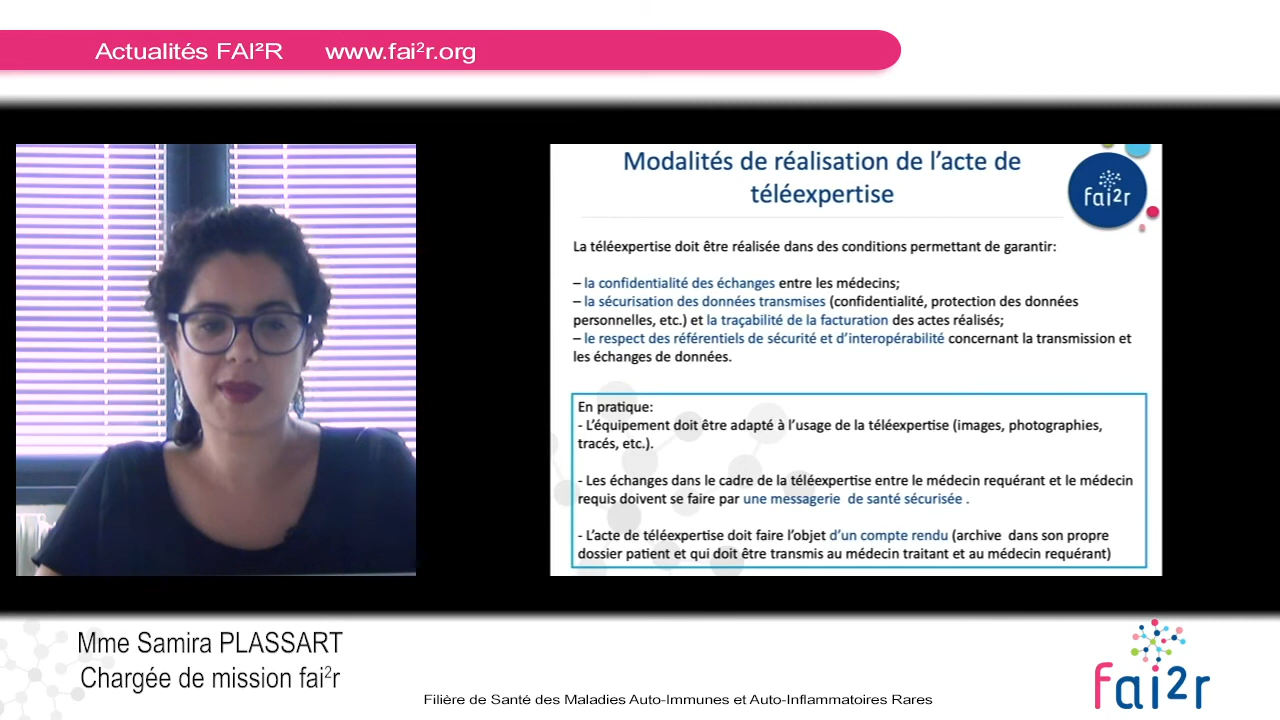 Actualités FAI²R www.fai²r.org
Modalités de réalisation de l'acte de
téléexpertise
fai2r
La téléexpertise doit être réalisée dans des conditions permettant de garantir:
– la confidentialité des échanges entre les médecins;
– la sécurisation des données transmises (confidentialité, protection des données
personnelles, etc.) et la traçabilité de la facturation des actes réalisés;
– le respect des référentiels de sécurité et d'interopérabilité concernant la transmission et
les échanges de données.
En pratique:
- L'équipement doit être adapté à l'usage de la téléexpertise (images, photographies,
tracés, etc.).
- Les échanges dans le cadre de la téléexpertise entre le médecin requérant et le médecin
requis doivent se faire par une messagerie de santé sécurisée .
- L'acte de téléexpertise doit faire l'objet d'un compte rendu (archive dans son propre
dossier patient et qui doit être transmis au médecin traitant et au médecin requérant)
Mme Samira PLASSART
Chargée de mission fai²r
Filière de Santé des Maladies Auto-Immunes et Auto-Inflammatoires Rares
fai2r